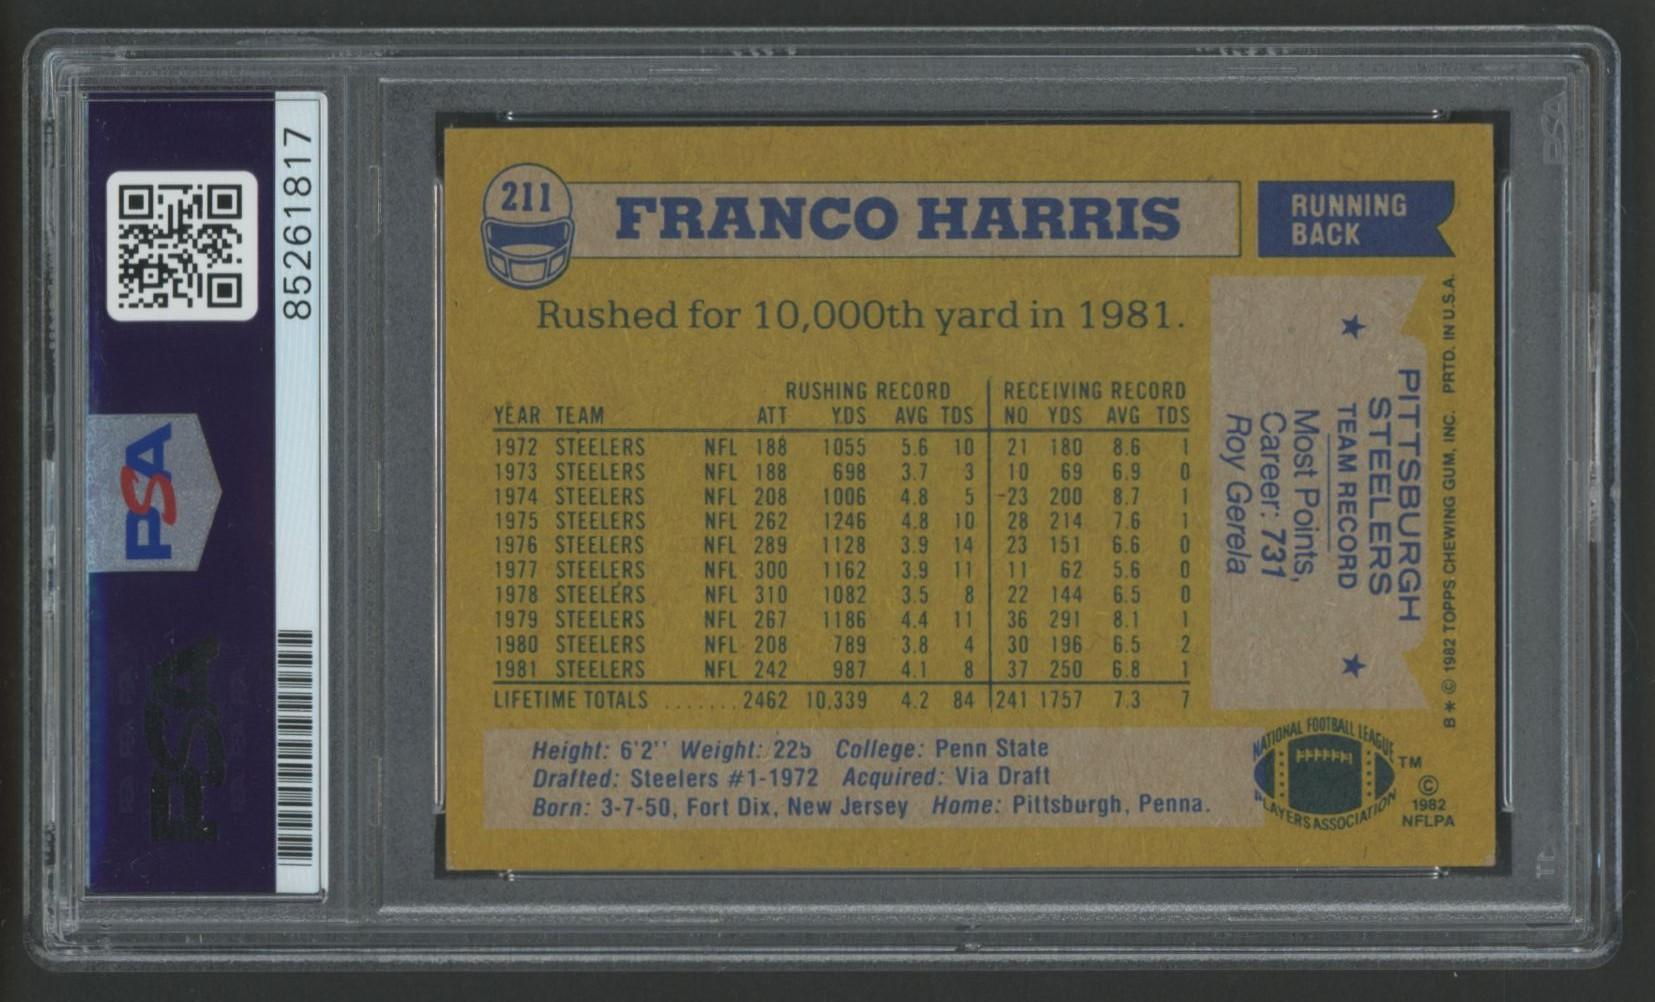 85261817
PSA
PSA
211
FRANCO HARRIS
RUNNING
BACK
Rushed for 10,000th yard in 1981.
RUSHING RECORD RECEIVING RECORD
YEAR TEAM ATT YDS AVG TDS NO YDS AVG TDS
1972 STEELERS NFL 188 1055 5.6 10 21 180 8.6 1
1973 STEELERS NFL 188 698 3.7 3 10 69 6.9 0
1974 STEELERS NFL 208 1006 4.8 5 23 200 8.7 1
1975 STEELERS NFL 262 1246 4.8 10 28 214 7.6 1
1976 STEELERS NFL 289 1128 3.9 14 23 151 6.6 0
1977 STEELERS NFL 300 1162 3.9 11 11 62 5.6 0
1978 STEELERS NFL 310 1082 3.5 8 22 144 6.5 0
1979 STEELERS NFL 267 1186 4.4 11 36 291 8.1 1
1980 STEELERS NFL 208 789 3.8 4 30 196 6.5 2
1981 STEELERS NFL 242 987 4.1 8 37 250 6.8 1
LIFETIME TOTALS ....... 2462 10,339 4.2 84 241 1757 7.3 7
Height: 6'2" Weight: 225 College: Penn State
Drafted: Steelers #1-1972 Acquired: Via Draft
Born: 3-7-50, Fort Dix, New Jersey Home: Pittsburgh, Penna.
PITTSBURGH
STEELERS
TEAM RECORD
Most Points,
Career: 731
Roy Gerela
B* © 1982 TOPPS CHEWING GUM, INC. PRTD. IN U.S.A.
NATIONAL FOOTBALL LEAGUE
PLAYERS ASSOCIATION
TM
©
1982
NFLPA
PSA